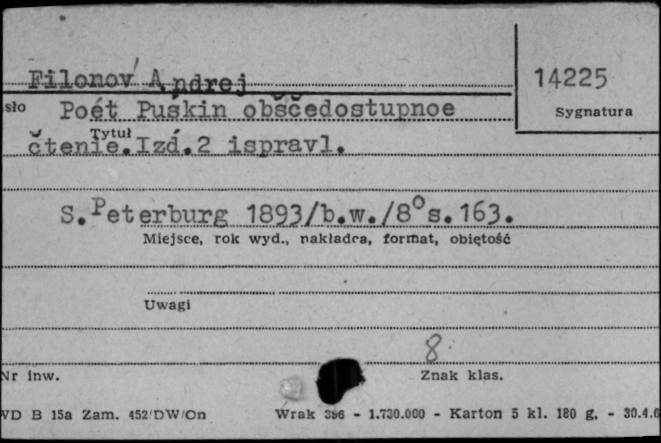 Filonov Andrej
14225
sło Poét Puškin obščedostupnoe
Sygnatura
Tytuł
čtenie.Izd.2 ispravl.
S.Peterburg 1893/b.w./8°s.163.
Miejsce, rok wyd., nakładca, format, objętość
Uwagi
8
Nr inw.
Znak klas.
VD B 15a Zam. 452/DW/On Wrak 396 - 1.730.000 - Karton 5 kl. 180 g, - 30.4.6